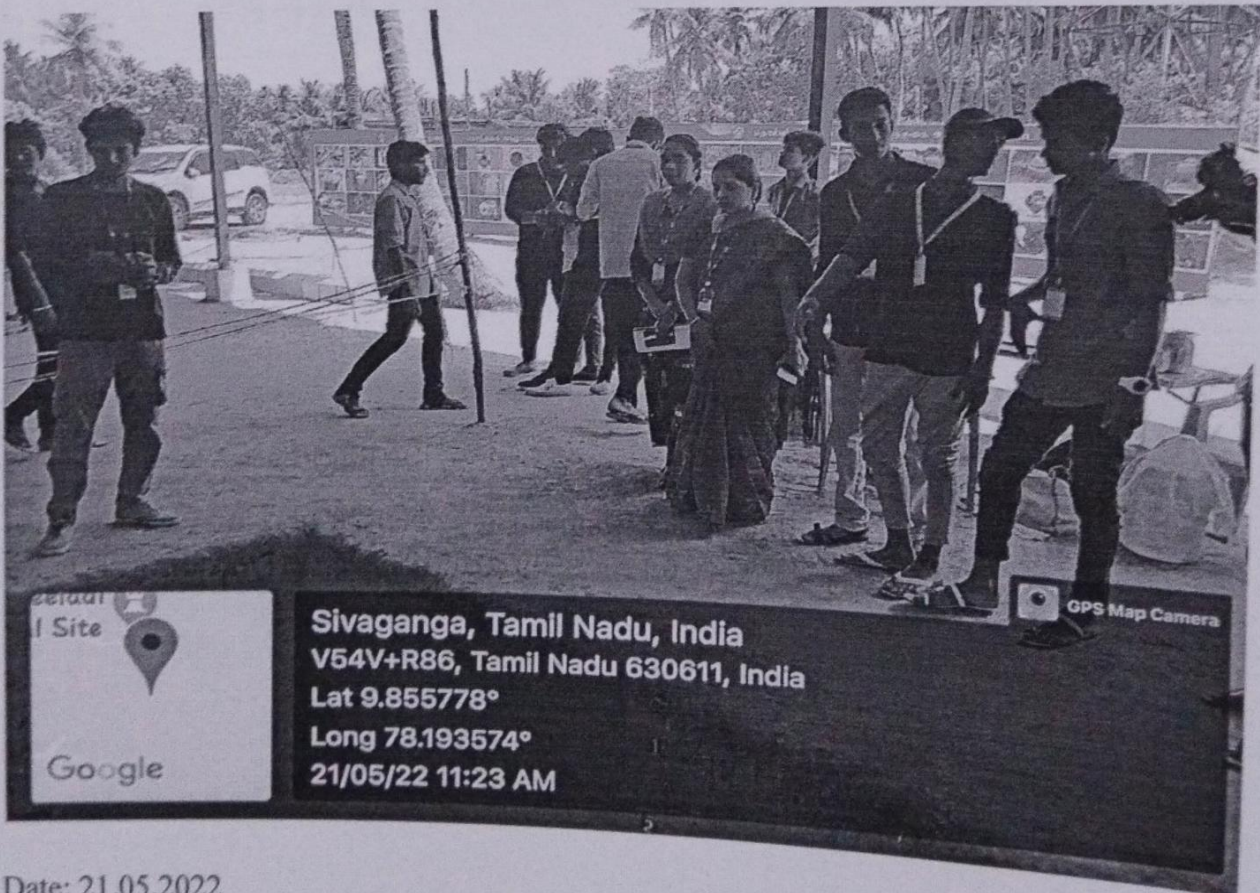 eeladi
l Site
Google
Sivaganga, Tamil Nadu, India
V54V+R86, Tamil Nadu 630611, India
Lat 9.855778°
Long 78.193574°
21/05/22 11:23 AM
GPS Map Camera
Date: 21.05.2022